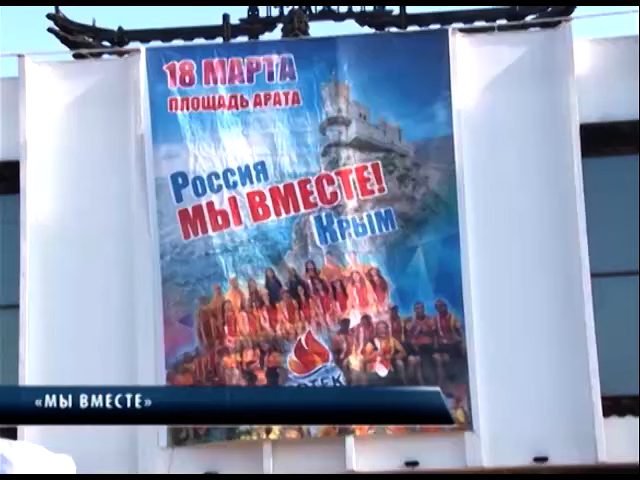 18 МАРТА
ПЛОЩАДЬ АРАТА
РОССИЯ
МЫ ВМЕСТЕ!
КРЫМ
«МЫ ВМЕСТЕ»